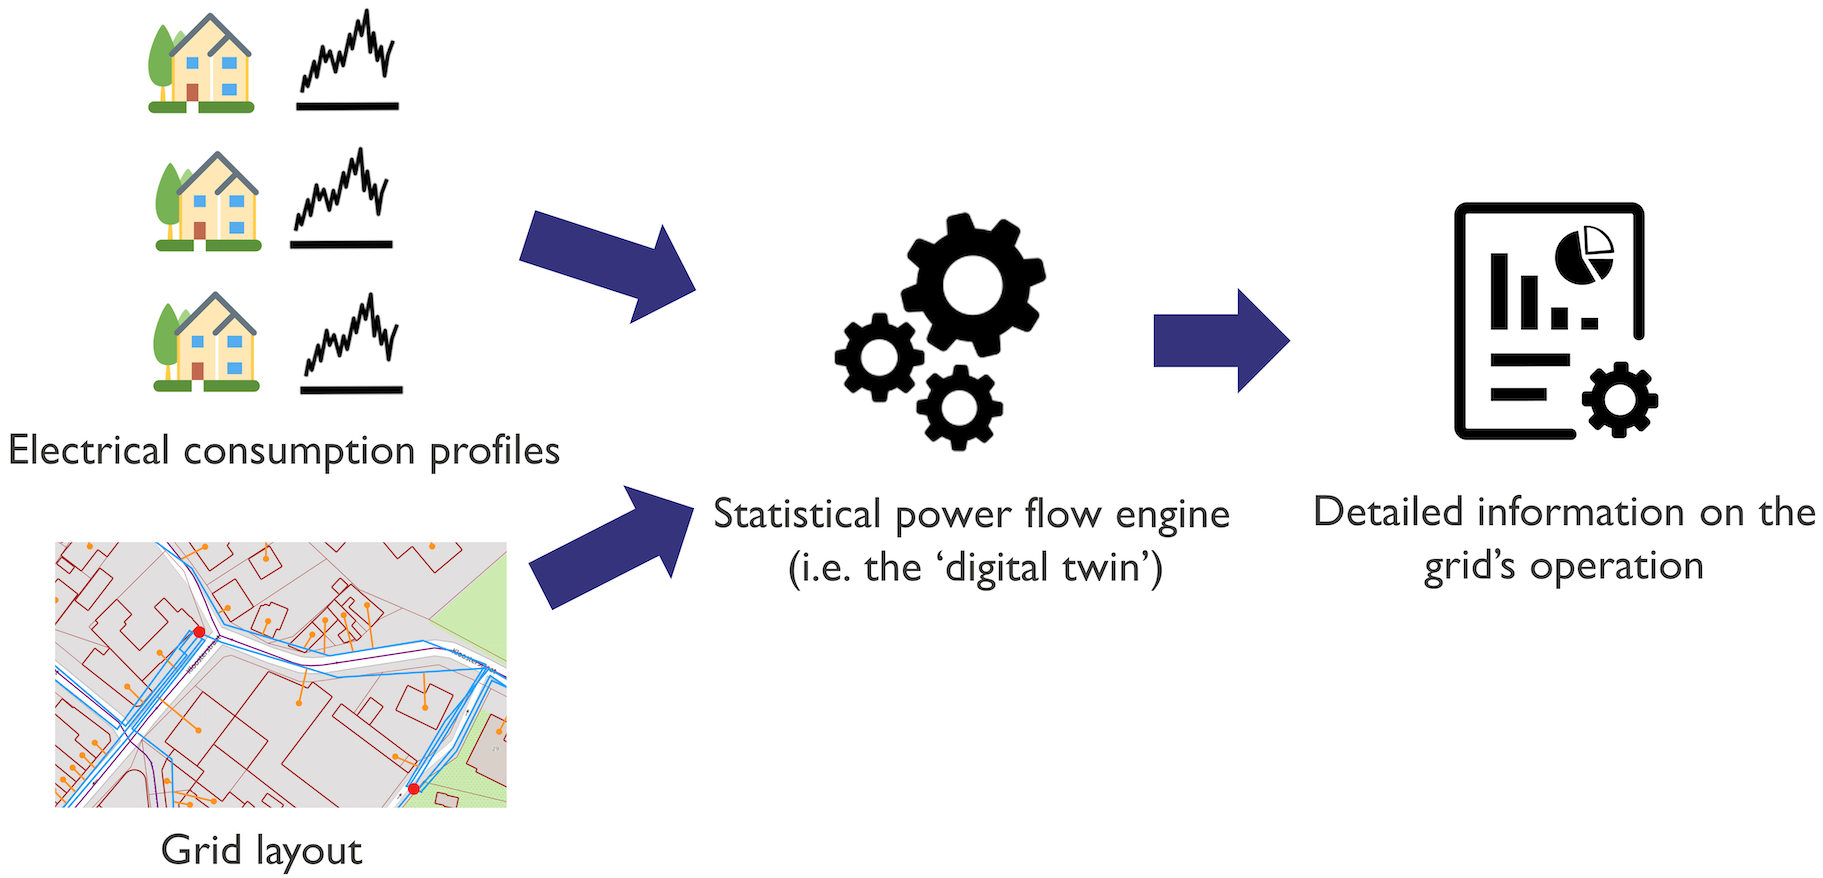 Electrical consumption profiles
Grid layout
Statistical power flow engine
(i.e. the ‘digital twin’)
Detailed information on the
grid’s operation